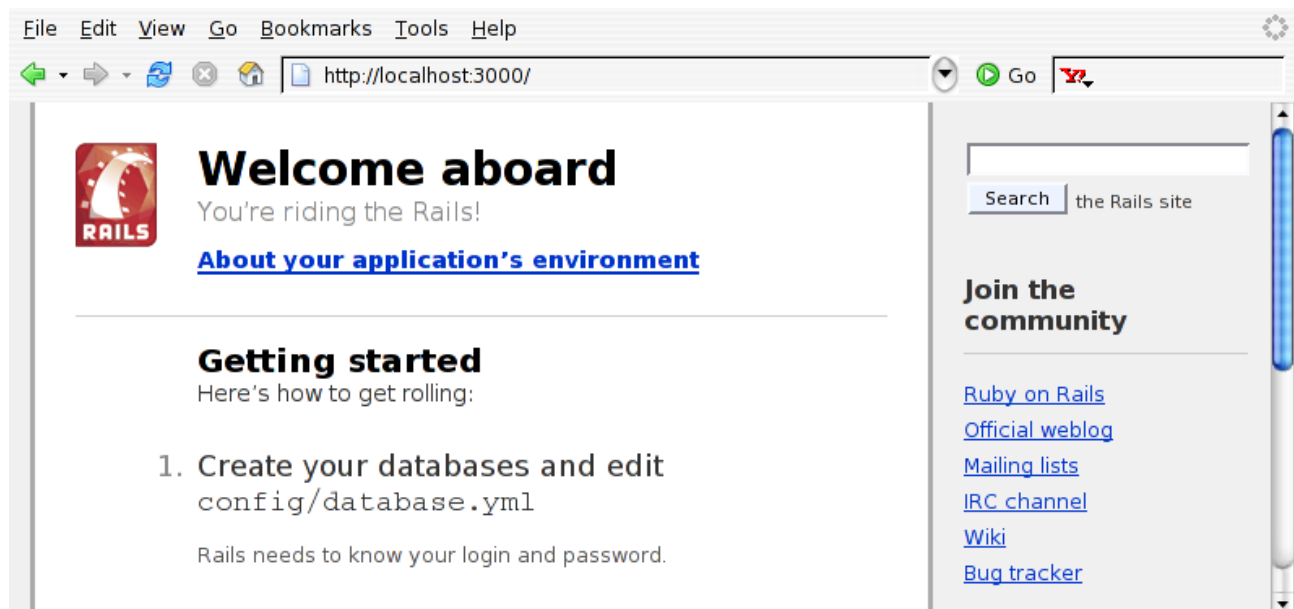 File Edit View Go Bookmarks Tools Help
http://localhost:3000/
Go
Y!
RAILS
Welcome aboard
You're riding the Rails!
About your application’s environment
Getting started
Here’s how to get rolling:
1. Create your databases and edit
config/database.yml
Rails needs to know your login and password.
Search the Rails site
Join the
community
Ruby on Rails
Official weblog
Mailing lists
IRC channel
Wiki
Bug tracker